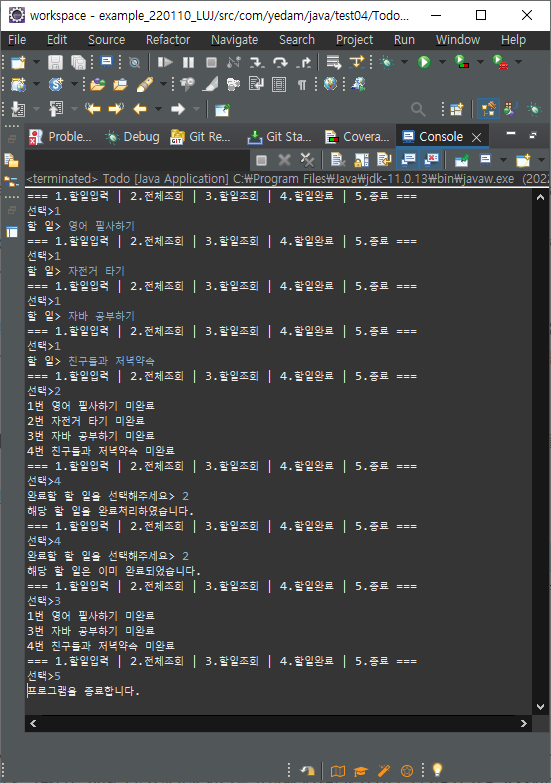 workspace - example_220110_LUJ/src/com/yedam/java/test04/Todo...
File Edit Source Refactor Navigate Search Project Run Window Help
Proble... Debug Git Re... Git Sta... Covera... Console
<terminated> Todo [Java Application] C:₩Program Files₩Java₩jdk-11.0.13₩bin₩javaw.exe (2022
=== 1.할일입력 | 2.전체조회 | 3.할일조회 | 4.할일완료 | 5.종료 ===
선택>1
할 일> 영어 필사하기
=== 1.할일입력 | 2.전체조회 | 3.할일조회 | 4.할일완료 | 5.종료 ===
선택>1
할 일> 자전거 타기
=== 1.할일입력 | 2.전체조회 | 3.할일조회 | 4.할일완료 | 5.종료 ===
선택>1
할 일> 자바 공부하기
=== 1.할일입력 | 2.전체조회 | 3.할일조회 | 4.할일완료 | 5.종료 ===
선택>1
할 일> 친구들과 저녁약속
=== 1.할일입력 | 2.전체조회 | 3.할일조회 | 4.할일완료 | 5.종료 ===
선택>2
1번 영어 필사하기 미완료
2번 자전거 타기 미완료
3번 자바 공부하기 미완료
4번 친구들과 저녁약속 미완료
=== 1.할일입력 | 2.전체조회 | 3.할일조회 | 4.할일완료 | 5.종료 ===
선택>4
완료할 할 일을 선택해주세요> 2
해당 할 일을 완료처리하였습니다.
=== 1.할일입력 | 2.전체조회 | 3.할일조회 | 4.할일완료 | 5.종료 ===
선택>4
완료할 할 일을 선택해주세요> 2
해당 할 일은 이미 완료되었습니다.
=== 1.할일입력 | 2.전체조회 | 3.할일조회 | 4.할일완료 | 5.종료 ===
선택>3
1번 영어 필사하기 미완료
3번 자바 공부하기 미완료
4번 친구들과 저녁약속 미완료
=== 1.할일입력 | 2.전체조회 | 3.할일조회 | 4.할일완료 | 5.종료 ===
선택>5
프로그램을 종료합니다.